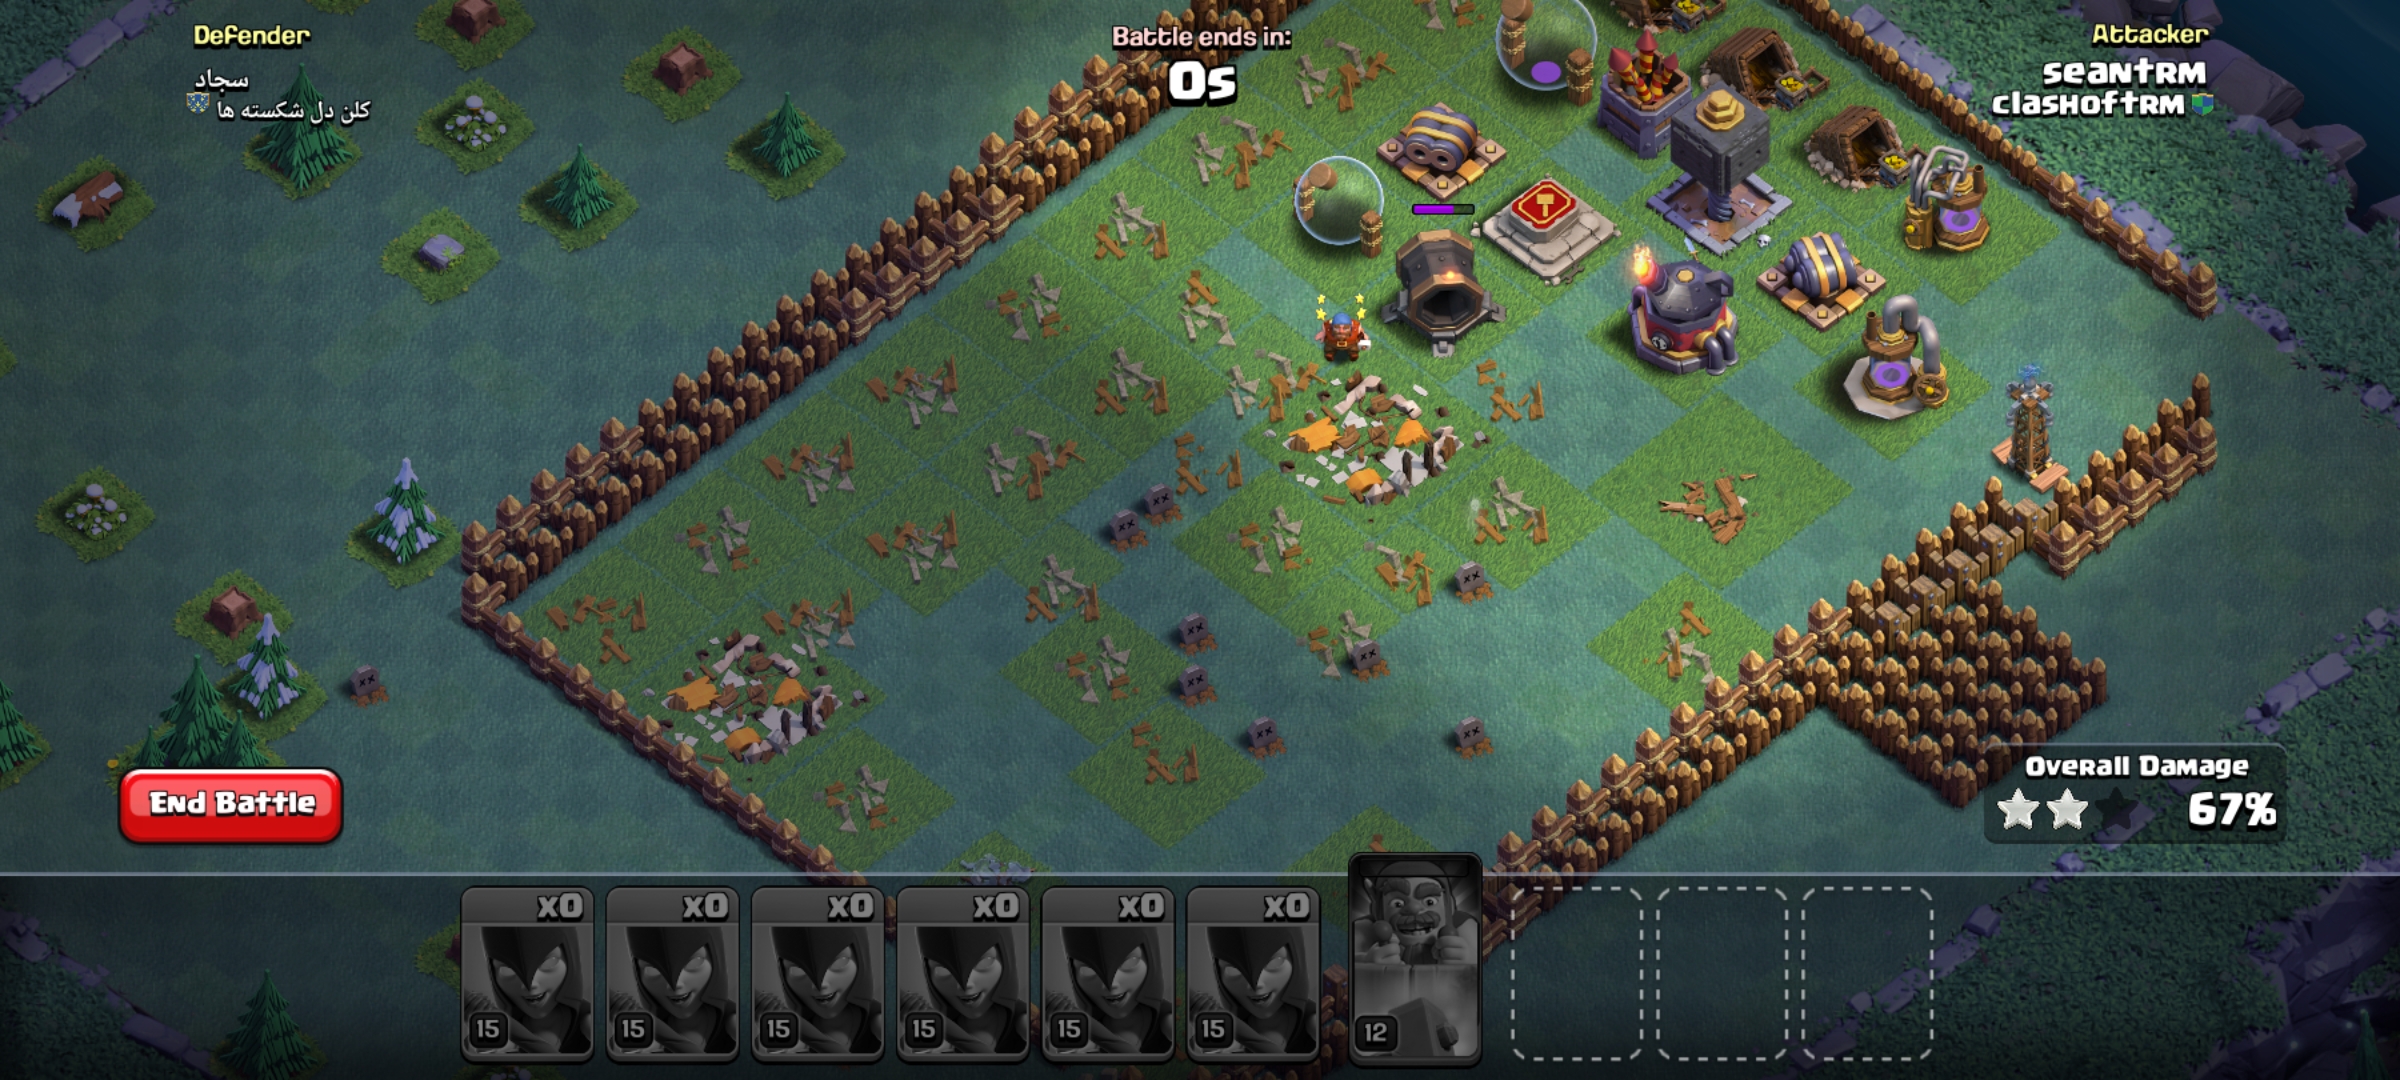 Defender
سجاد
کلن دل شکسته ها
Battle ends in:
0s
Attacker
seantRM
clashoftRM
End Battle
Overall Damage
67%
x0 x0 x0 x0 x0 x0
15 15 15 15 15 15 12